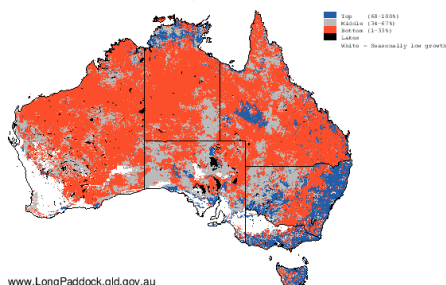 Top (68-100%)
Middle (34-67%)
Bottom (1-33%)
Lakes
White - Seasonally low growth
www.LongPaddock.qld.gov.au